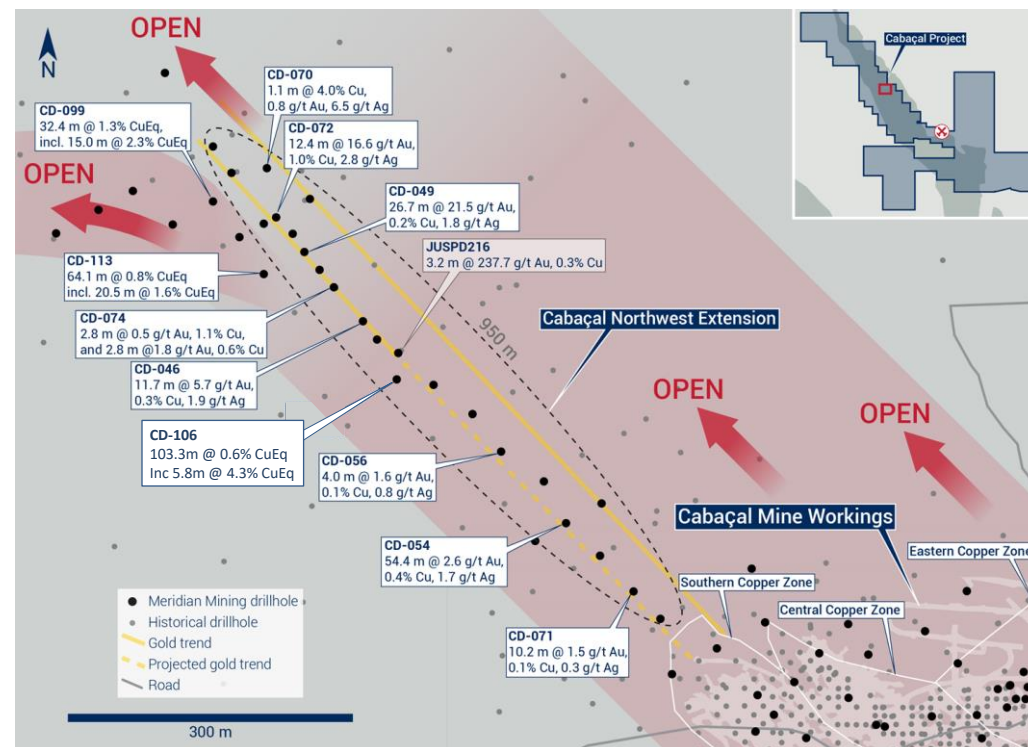 OPEN
N
CD-070
1.1 m @ 4.0% Cu,
0.8 g/t Au, 6.5 g/t Ag
Cabaçal Project
CD-099
32.4 m @ 1.3% CuEq,
incl. 15.0 m @ 2.3% CuEq
CD-072
12.4 m @ 16.6 g/t Au,
1.0% Cu, 2.8 g/t Ag
OPEN
CD-049
26.7 m @ 21.5 g/t Au,
0.2% Cu, 1.8 g/t Ag
JUSPD216
3.2 m @ 237.7 g/t Au, 0.3% Cu
CD-113
64.1 m @ 0.8% CuEq
incl. 20.5 m @ 1.6% CuEq
CD-074
2.8 m @ 0.5 g/t Au, 1.1% Cu,
and 2.8 m @1.8 g/t Au, 0.6% Cu
950 m
Cabaçal Northwest Extension
CD-046
11.7 m @ 5.7 g/t Au,
0.3% Cu, 1.9 g/t Ag
OPEN
OPEN
CD-106
103.3m @ 0.6% CuEq
Inc 5.8m @ 4.3% CuEq
CD-056
4.0 m @ 1.6 g/t Au,
0.1% Cu, 0.8 g/t Ag
Cabaçal Mine Workings
CD-054
54.4 m @ 2.6 g/t Au,
0.4% Cu, 1.7 g/t Ag
Eastern Copper Zone
Southern Copper Zone
Central Copper Zone
CD-071
10.2 m @ 1.5 g/t Au,
0.1% Cu, 0.3 g/t Ag
Meridian Mining drillhole
Historical drillhole
Gold trend
Projected gold trend
Road
300 m